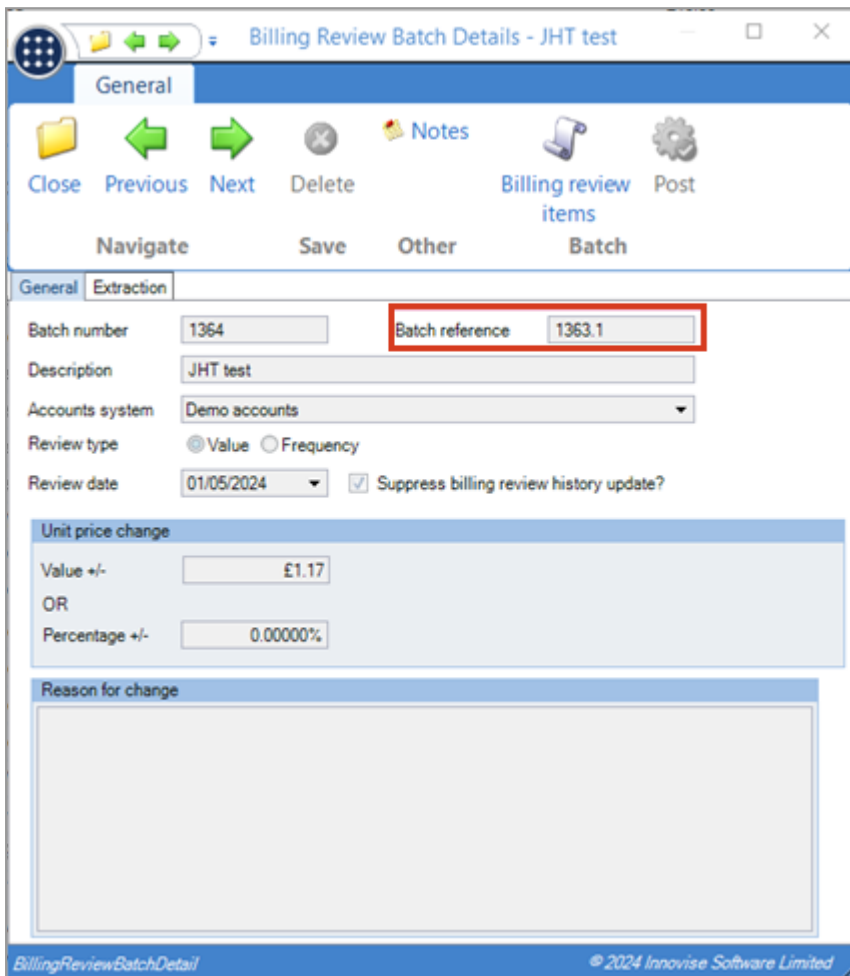 Billing Review Batch Details - JHT test
General
Close Previous Next Delete Notes Billing review items Post
Navigate Save Other Batch
General Extraction
Batch number 1364 Batch reference 1363.1
Description JHT test
Accounts system Demo accounts
Review type Value Frequency
Review date 01/05/2024 Suppress billing review history update?
Unit price change
Value +/- £1.17
OR
Percentage +/- 0.00000%
Reason for change
BillingReviewBatchDetail © 2024 Innovise Software Limited